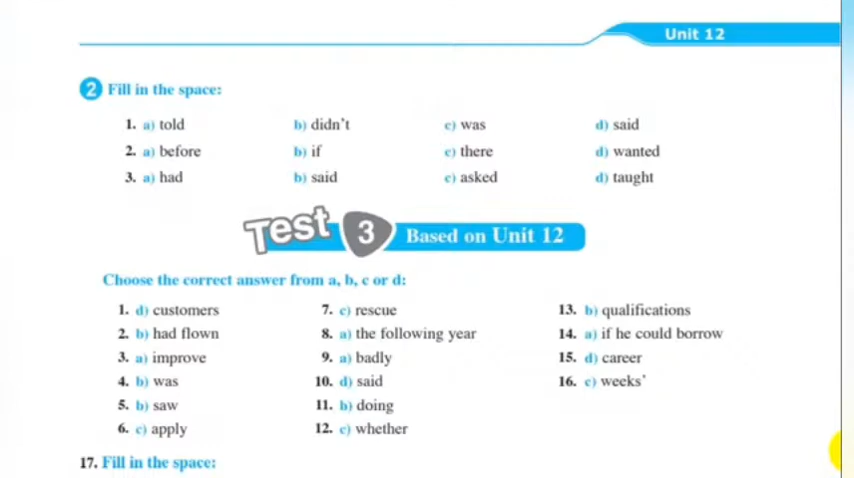 Unit 12
2 Fill in the space:
1. a) told b) didn't c) was d) said
2. a) before b) if c) there d) wanted
3. a) had b) said c) asked d) taught
Test 3 Based on Unit 12
Choose the correct answer from a, b, c or d:
1. d) customers 7. c) rescue 13. b) qualifications
2. b) had flown 8. a) the following year 14. a) if he could borrow
3. a) improve 9. a) badly 15. d) career
4. b) was 10. d) said 16. c) weeks'
5. b) saw 11. b) doing
6. c) apply 12. c) whether
17. Fill in the space: